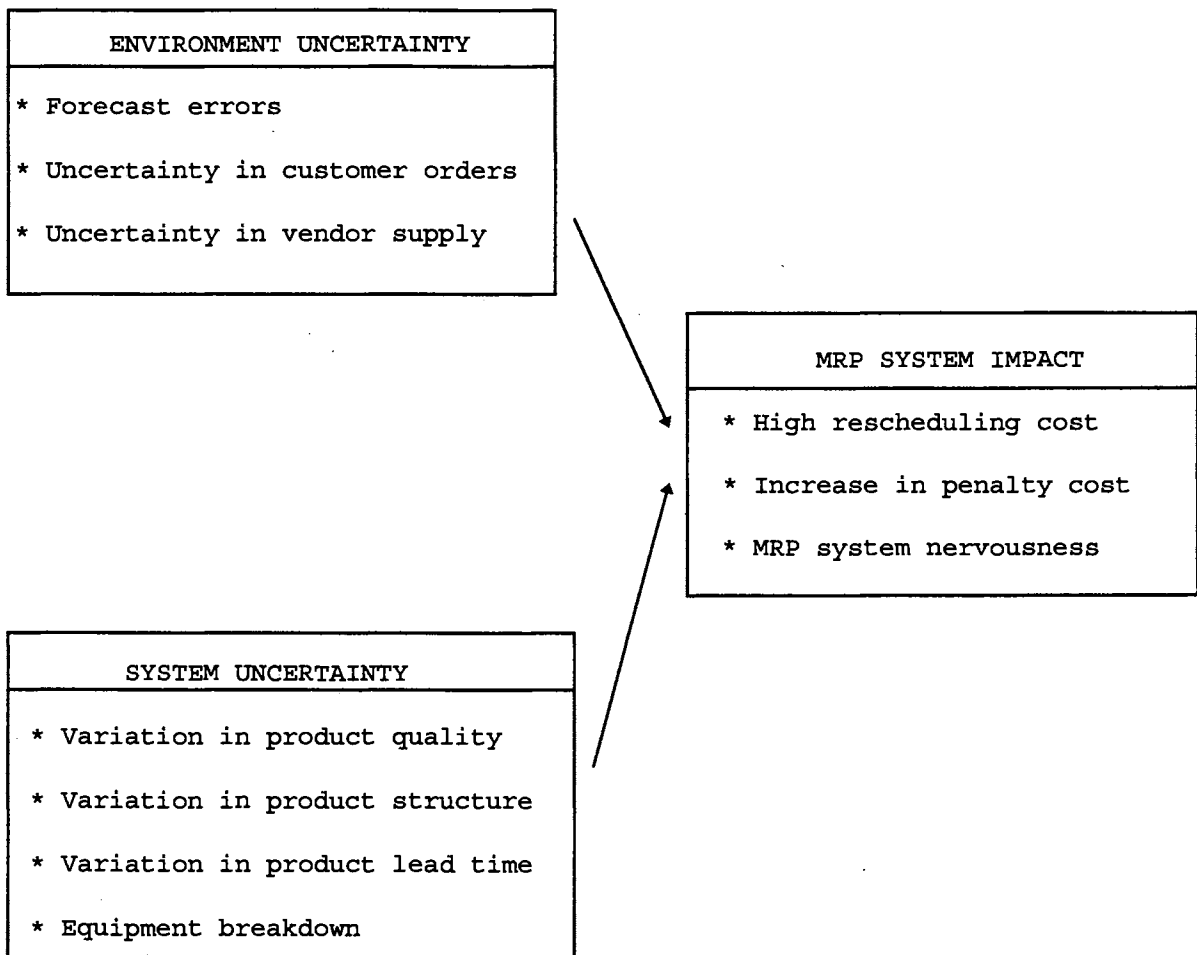 ENVIRONMENT UNCERTAINTY
* Forecast errors
* Uncertainty in customer orders
* Uncertainty in vendor supply
MRP SYSTEM IMPACT
* High rescheduling cost
* Increase in penalty cost
* MRP system nervousness
SYSTEM UNCERTAINTY
* Variation in product quality
* Variation in product structure
* Variation in product lead time
* Equipment breakdown